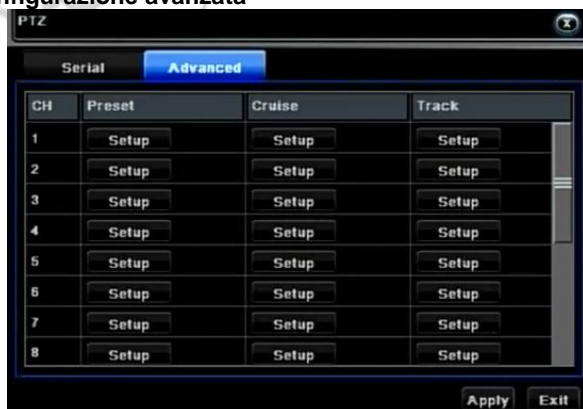 PTZ
Serial Advanced
CH Preset Cruise Track
1 Setup Setup Setup
2 Setup Setup Setup
3 Setup Setup Setup
4 Setup Setup Setup
5 Setup Setup Setup
6 Setup Setup Setup
7 Setup Setup Setup
8 Setup Setup Setup
Apply Exit